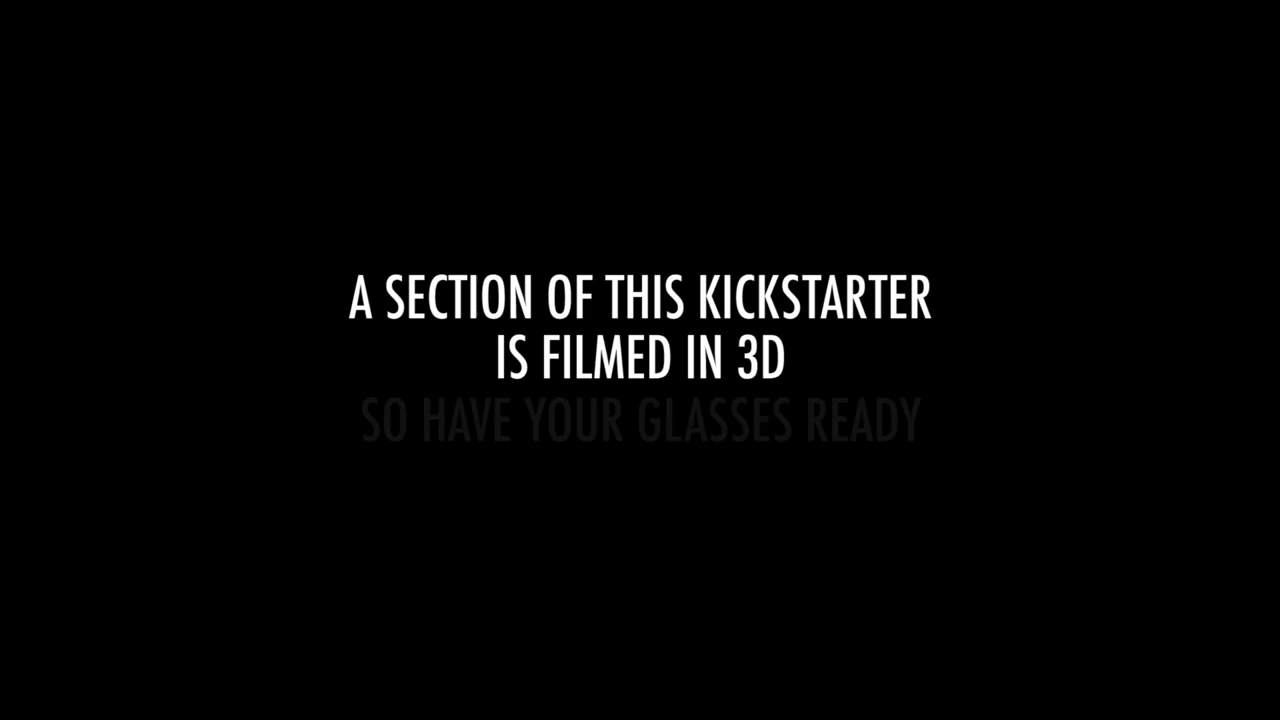 A SECTION OF THIS KICKSTARTER
IS FILMED IN 3D
SO HAVE YOUR GLASSES READY